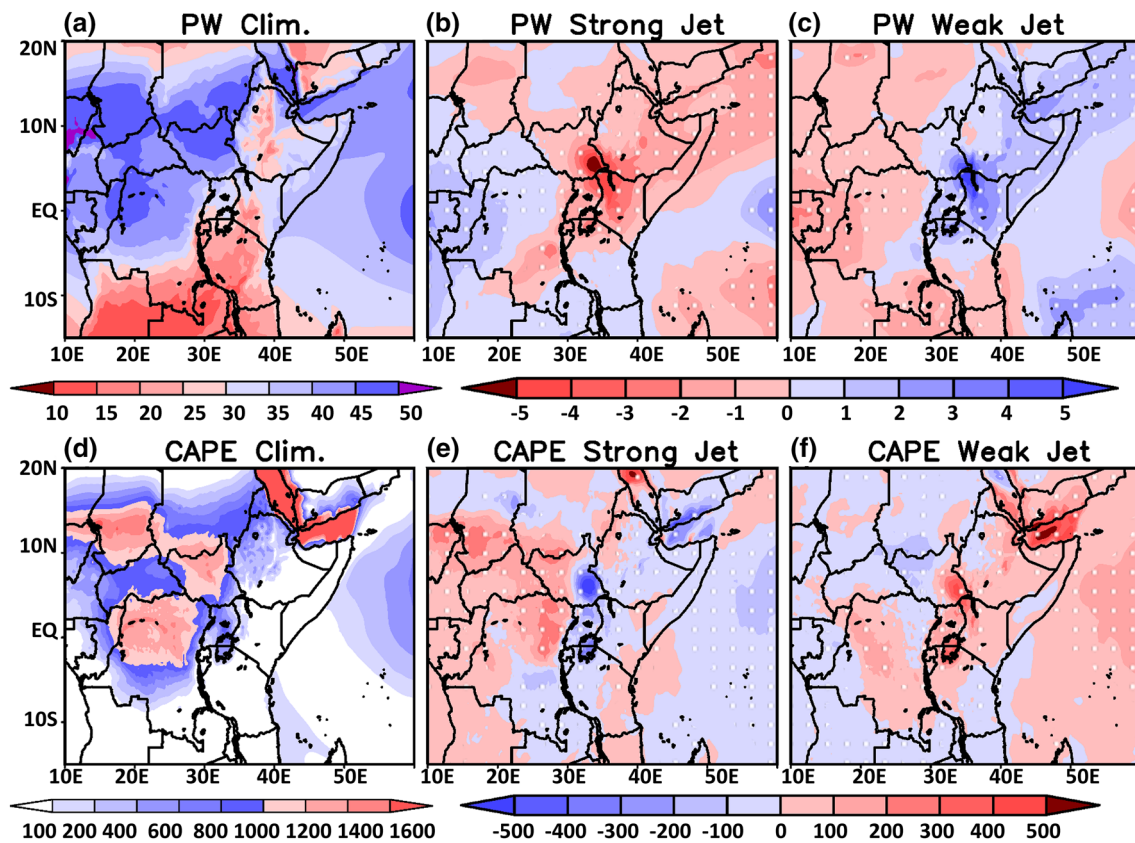 (a) PW Clim. (b) PW Strong Jet (c) PW Weak Jet
20N
10N
EQ
10S
10E 20E 30E 40E 50E 10E 20E 30E 40E 50E 10E 20E 30E 40E 50E
10 15 20 25 30 35 40 45 50 -5 -4 -3 -2 -1 0 1 2 3 4 5
(d) CAPE Clim. (e) CAPE Strong Jet (f) CAPE Weak Jet
20N
10N
EQ
10S
10E 20E 30E 40E 50E 10E 20E 30E 40E 50E 10E 20E 30E 40E 50E
100 200 400 600 800 1000 1200 1400 1600 -500 -400 -300 -200 -100 0 100 200 300 400 500